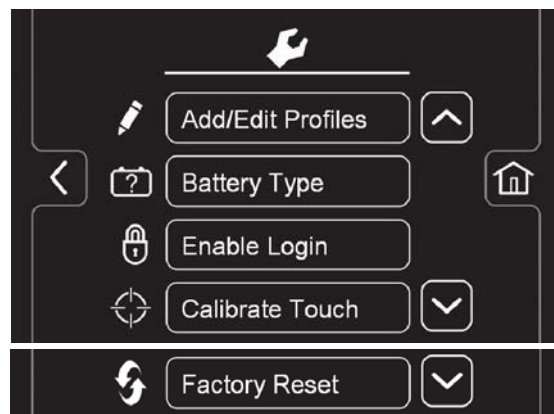 Add/Edit Profiles
Battery Type
Enable Login
Calibrate Touch
Factory Reset